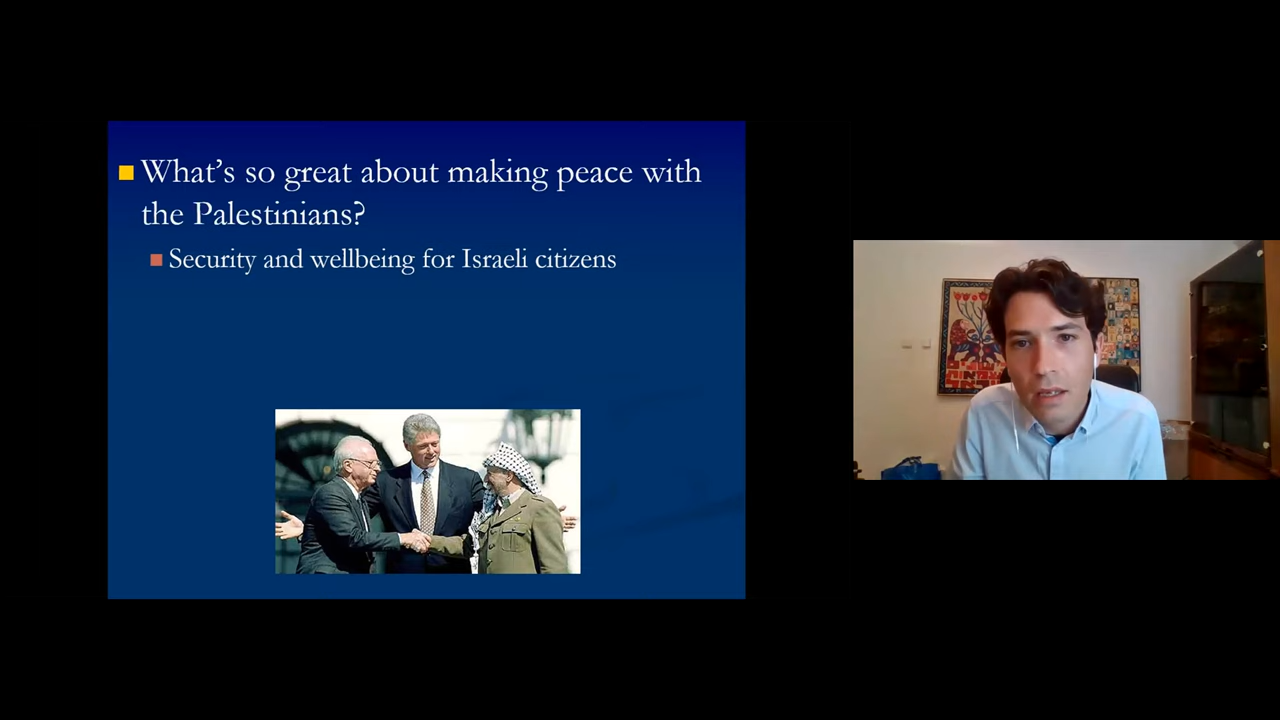 What's so great about making peace with
the Palestinians?
Security and wellbeing for Israeli citizens